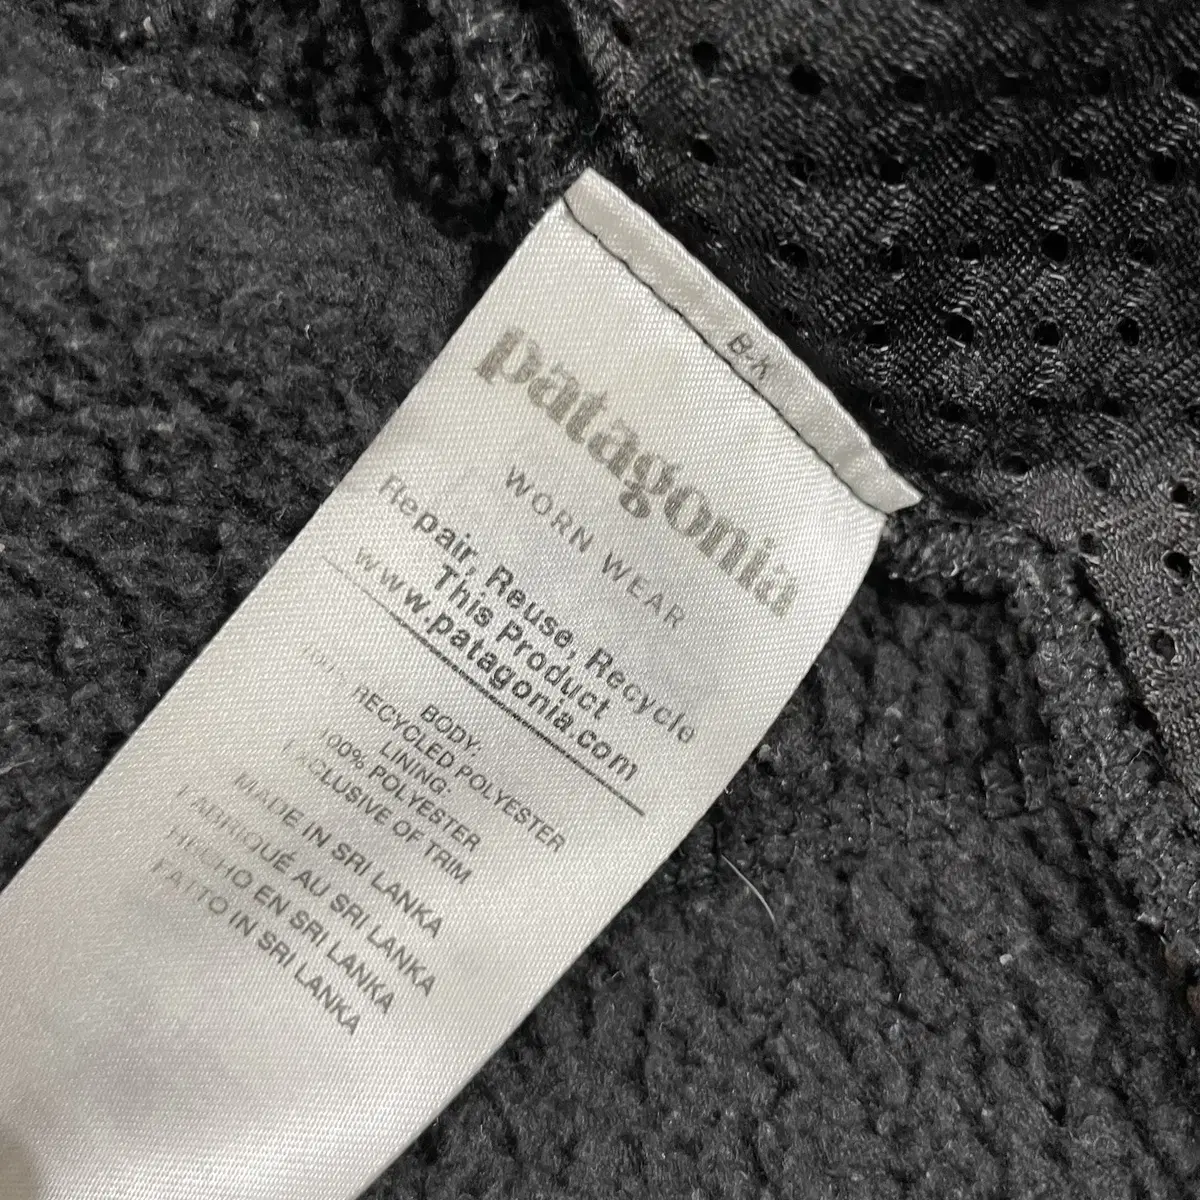 B-K
patagonia
WORN WEAR
Repair, Reuse, Recycle
This Product
www.patagonia.com
BODY:
100% RECYCLED POLYESTER
LINING:
100% POLYESTER
EXCLUSIVE OF TRIM
MADE IN SRI LANKA
FABRIQUÉ AU SRI LANKA
HECHO EN SRI LANKA
FATTO IN SRI LANKA